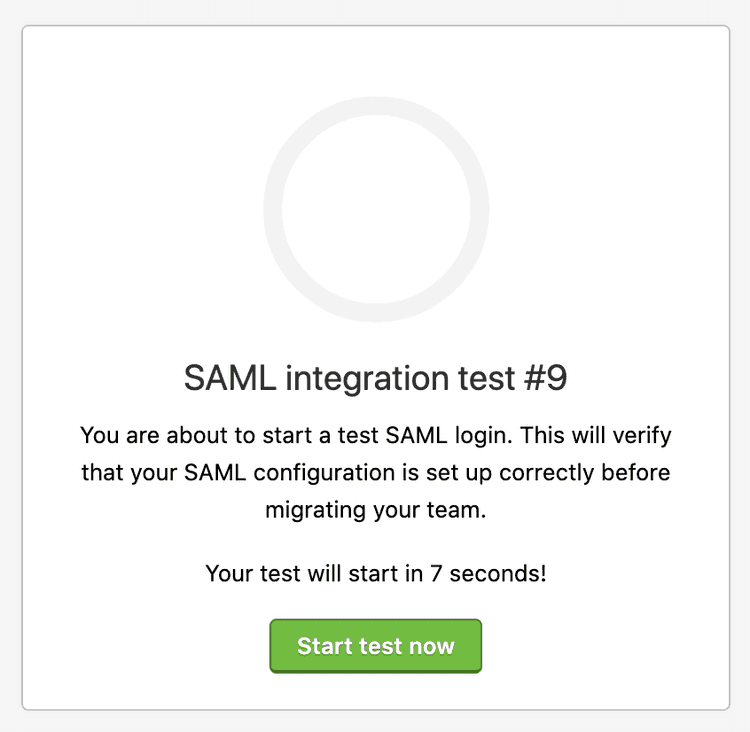 SAML integration test #9
You are about to start a test SAML login. This will verify
that your SAML configuration is set up correctly before
migrating your team.
Your test will start in 7 seconds!
Start test now